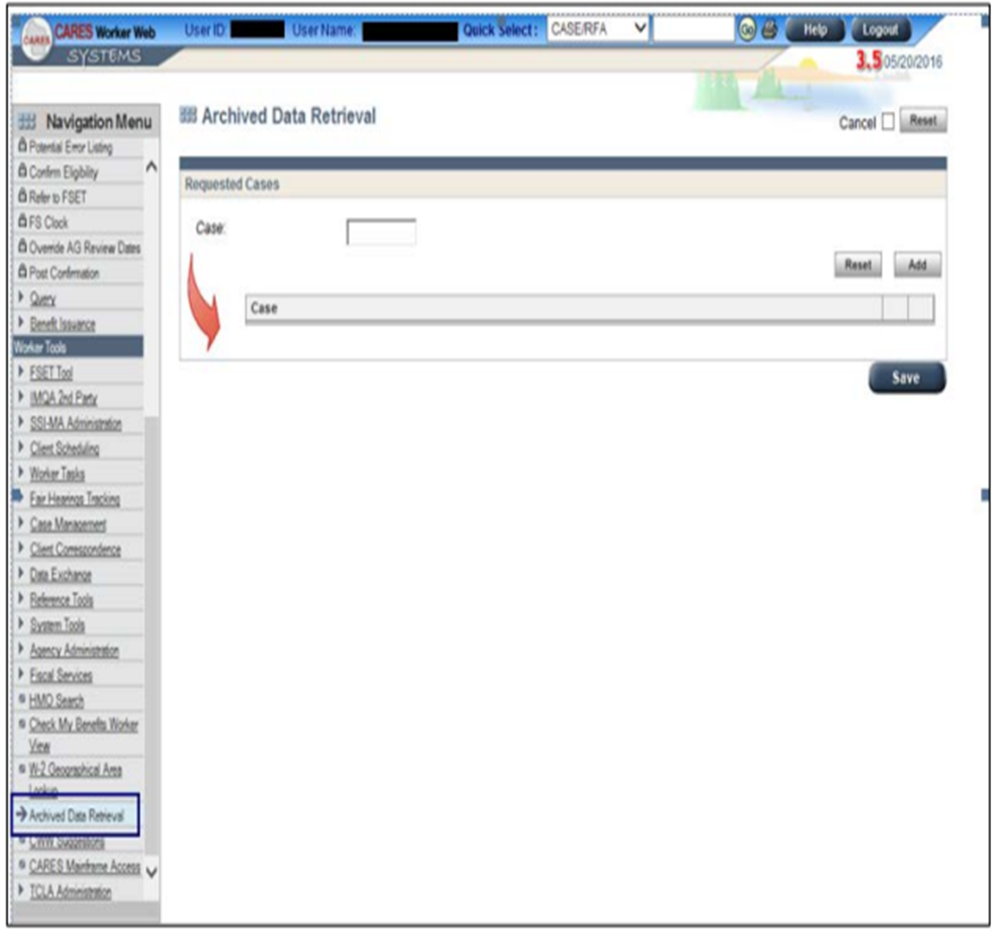 CARES
CARES Worker Web
SYSTEMS
User ID:
User Name:
Quick Select :
CASE/RFA
Go
Help
Logout
3.5 05/20/2016
Navigation Menu
Potential Error Listing
Confirm Eligibility
Refer to FSET
FS Clock
Override AG Review Dates
Post Confirmation
Query
Benefit Issuance
Worker Tools
FSET Tool
IMQA 2nd Party
SSI-MA Administration
Client Scheduling
Worker Tasks
Fair Hearings Tracking
Case Management
Client Correspondence
Data Exchange
Reference Tools
System Tools
Agency Administration
Fiscal Services
HMO Search
Check My Benefits Worker
View
W-2 Geographical Area
Lookup
Archived Data Retrieval
CWW Suggestions
CARES Mainframe Access
TCLA Administration
Archived Data Retrieval
Cancel
Reset
Requested Cases
Case:
Reset
Add
Case
Save